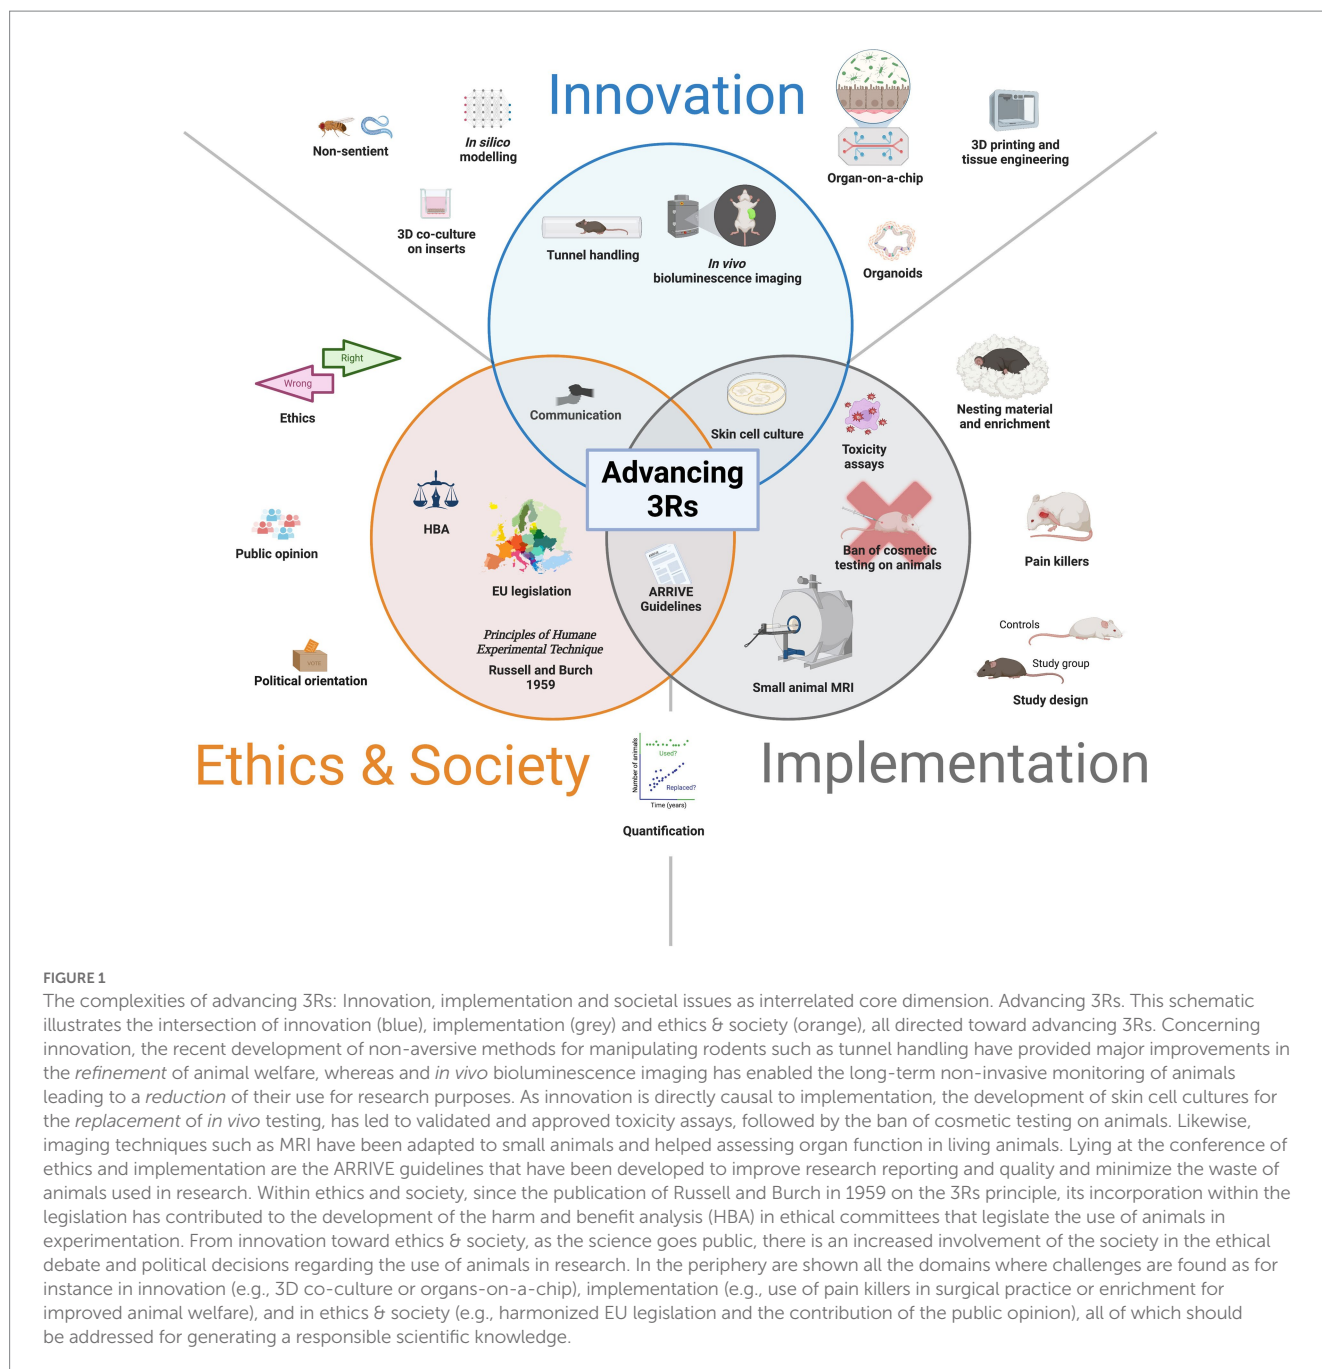 Innovation
Non-sentient
In silico
modelling
3D co-culture
on inserts
Organ-on-a-chip
3D printing and
tissue engineering
Organoids
Tunnel handling
In vivo
bioluminescence imaging
Right
Wrong
Ethics
Communication
Skin cell culture
Toxicity
assays
Nesting material
and enrichment
Advancing
3Rs
HBA
EU legislation
Public opinion
Ban of cosmetic
testing on animals
Pain killers
ARRIVE
Guidelines
Principles of Humane
Experimental Technique
Russell and Burch
1959
Political orientation
VOTE
Small animal MRI
Controls
Study group
Study design
Ethics & Society
Implementation
Number of animals
Used?
Replaced?
Time (years)
Quantification
FIGURE 1
The complexities of advancing 3Rs: Innovation, implementation and societal issues as interrelated core dimension. Advancing 3Rs. This schematic
illustrates the intersection of innovation (blue), implementation (grey) and ethics & society (orange), all directed toward advancing 3Rs. Concerning
innovation, the recent development of non-aversive methods for manipulating rodents such as tunnel handling have provided major improvements in
the refinement of animal welfare, whereas and in vivo bioluminescence imaging has enabled the long-term non-invasive monitoring of animals
leading to a reduction of their use for research purposes. As innovation is directly causal to implementation, the development of skin cell cultures for
the replacement of in vivo testing, has led to validated and approved toxicity assays, followed by the ban of cosmetic testing on animals. Likewise,
imaging techniques such as MRI have been adapted to small animals and helped assessing organ function in living animals. Lying at the conference of
ethics and implementation are the ARRIVE guidelines that have been developed to improve research reporting and quality and minimize the waste of
animals used in research. Within ethics and society, since the publication of Russell and Burch in 1959 on the 3Rs principle, its incorporation within the
legislation has contributed to the development of the harm and benefit analysis (HBA) in ethical committees that legislate the use of animals in
experimentation. From innovation toward ethics & society, as the science goes public, there is an increased involvement of the society in the ethical
debate and political decisions regarding the use of animals in research. In the periphery are shown all the domains where challenges are found as for
instance in innovation (e.g., 3D co-culture or organs-on-a-chip), implementation (e.g., use of pain killers in surgical practice or enrichment for
improved animal welfare), and in ethics & society (e.g., harmonized EU legislation and the contribution of the public opinion), all of which should
be addressed for generating a responsible scientific knowledge.